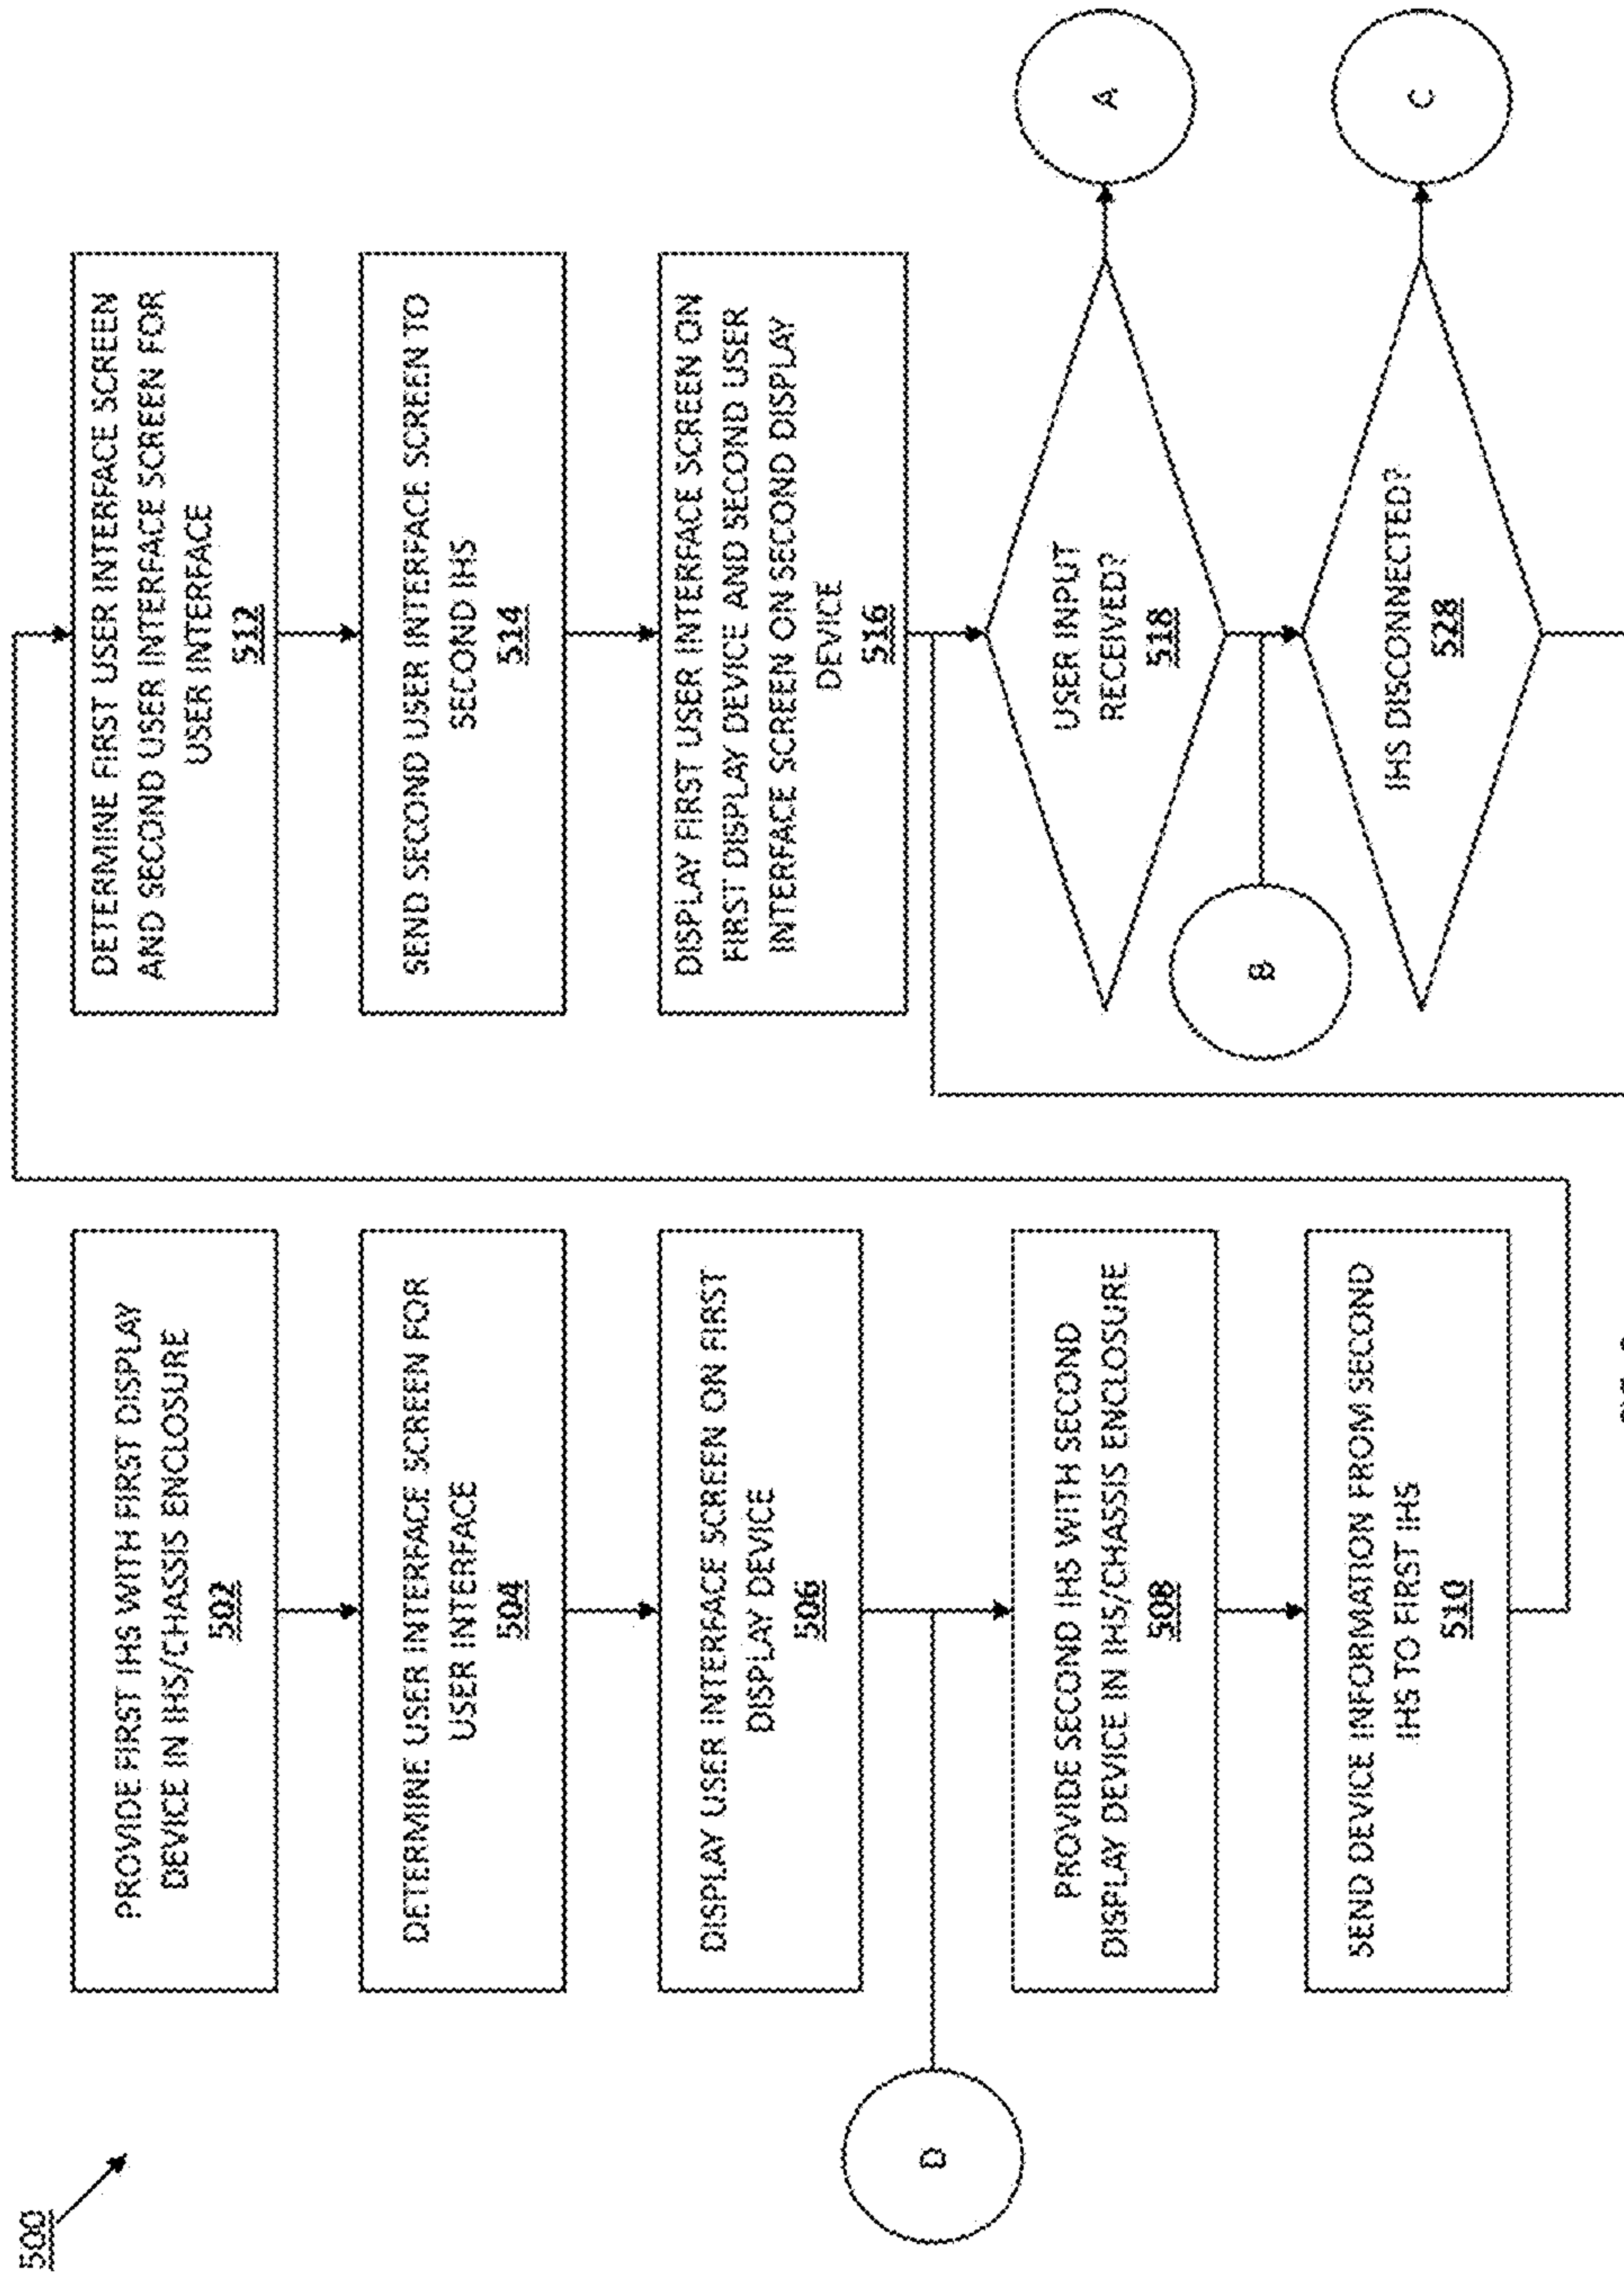 500
PROVIDE FIRST IHS WITH FIRST DISPLAY
DEVICE IN IHS/CHASSIS ENCLOSURE
502
DETERMINE USER INTERFACE SCREEN FOR
USER INTERFACE
504
DISPLAY USER INTERFACE SCREEN ON FIRST
DISPLAY DEVICE
506
D
PROVIDE SECOND IHS WITH SECOND
DISPLAY DEVICE IN IHS/CHASSIS ENCLOSURE
508
SEND DEVICE INFORMATION FROM SECOND
IHS TO FIRST IHS
510
DETERMINE FIRST USER INTERFACE SCREEN
AND SECOND USER INTERFACE SCREEN FOR
USER INTERFACE
512
SEND SECOND USER INTERFACE SCREEN TO
SECOND IHS
514
DISPLAY FIRST USER INTERFACE SCREEN ON
FIRST DISPLAY DEVICE AND SECOND USER
INTERFACE SCREEN ON SECOND DISPLAY
DEVICE
516
USER INPUT
RECEIVED?
518
A
B
IHS DISCONNECTED?
528
C